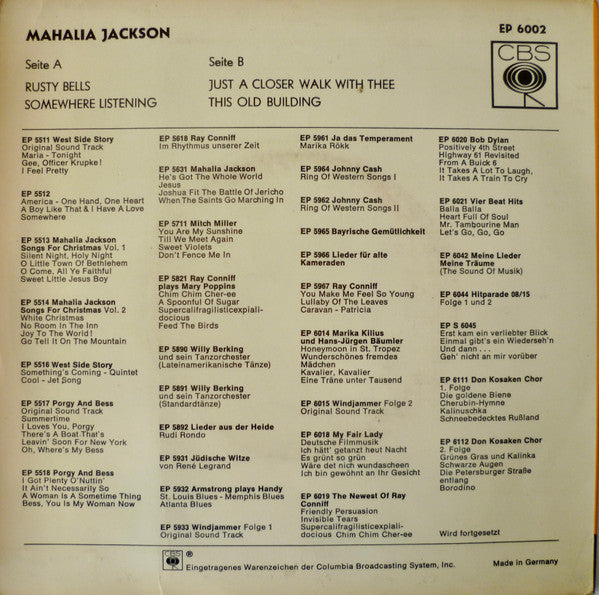 MAHALIA JACKSON
EP 6002
Seite A
RUSTY BELLS
SOMEWHERE LISTENING
Seite B
JUST A CLOSER WALK WITH THEE
THIS OLD BUILDING
CBS
EP 5511 West Side Story
Original Sound Track
Maria - Tonight
Gee, Officer Krupke!
I Feel Pretty
EP 5512
America - One Hand, One Heart
A Boy Like That & I Have A Love
Somewhere
EP 5513 Mahalia Jackson
Songs For Christmas Vol. 1
Silent Night, Holy Night
O Little Town Of Bethlehem
O Come, All Ye Faithful
Sweet Little Jesus Boy
EP 5514 Mahalia Jackson
Songs For Christmas Vol. 2
White Christmas
No Room In The Inn
Joy To The World!
Go Tell It On The Mountain
EP 5516 West Side Story
Something's Coming - Quintet
Cool - Jet Song
EP 5517 Porgy And Bess
Original Sound Track
Summertime
I Loves You, Porgy
There's A Boat That's
Leavin' Soon For New York
Oh, Where's My Bess
EP 5518 Porgy And Bess
I Got Plenty O'Nuttin'
It Ain't Necessarily So
A Woman Is A Sometime Thing
Bess, You Is My Woman Now
EP 5618 Ray Conniff
Im Rhythmus unserer Zeit
EP 5631 Mahalia Jackson
He's Got The Whole World
Jesus
Joshua Fit The Battle Of Jericho
When The Saints Go Marching In
EP 5711 Mitch Miller
You Are My Sunshine
Till We Meet Again
Sweet Violets
Don't Fence Me In
EP 5821 Ray Conniff
plays Mary Poppins
Chim Chim Cher-ee
A Spoonful Of Sugar
Supercalifragilisticexpiali-
docious
Feed The Birds
EP 5890 Willy Berking
und sein Tanzorchester
(Lateinamerikanische Tänze)
EP 5891 Willy Berking
und sein Tanzorchester
(Standardtänze)
EP 5892 Lieder aus der Heide
Rudi Rondo
EP 5931 Jüdische Witze
von René Legrand
EP 5932 Armstrong plays Handy
St. Louis Blues - Memphis Blues
Atlanta Blues
EP 5933 Windjammer Folge 1
Original Sound Track
EP 5961 Ja das Temperament
Marika Rökk
EP 5964 Johnny Cash
Ring Of Western Songs I
EP 5962 Johnny Cash
Ring Of Western Songs II
EP 5965 Bayrische Gemütlichkeit
EP 5966 Lieder für alte
Kameraden
EP 5967 Ray Conniff
You Make Me Feel So Young
Lullaby Of The Leaves
Caravan - Patricia
EP 6014 Marika Kilius
und Hans-Jürgen Bäumler
Honeymoon in St. Tropez
Wunderschönes fremdes
Mädchen
Kavalier, Kavalier
Eine Träne unter Tausend
EP 6015 Windjammer Folge 2
Original Sound Track
EP 6018 My Fair Lady
Deutsche Filmmusik
Ich hätt' getanzt heut Nacht
Es grünt so grün
Wäre det nich wundascheen
Ich bin gewöhnt an Ihr Gesicht
EP 6019 The Newest Of Ray
Conniff
Friendly Persuasion
Invisible Tears
Supercalifragilisticexpiali-
docious Chim Chim Cher-ee
EP 6020 Bob Dylan
Positively 4th Street
Highway 61 Revisited
From A Buick 6
It Takes A Lot To Laugh,
It Takes A Train To Cry
EP 6021 Vier Beat Hits
Balla Balla
Heart Full Of Soul
Mr. Tambourine Man
Let's Go, Go, Go
EP 6042 Meine Lieder
Meine Träume
(The Sound Of Music)
EP 6044 Hitparade 08/15
Folge 1 und 2
EP S 6045
Erst kam ein verliebter Blick
Einmal gibt's ein Wiederseh'n
Und dann . . .
Geh' nicht an mir vorüber
EP 6111 Don Kosaken Chor
1. Folge
Die goldene Biene
Cherubin-Hymne
Kalinuschka
Schneebedecktes Rußland
EP 6112 Don Kosaken Chor
2. Folge
Grünes Gras und Kalinka
Schwarze Augen
Die Petersburger Straße
entlang
Borodino
Wird fortgesetzt
CBS ®
Eingetragenes Warenzeichen der Columbia Broadcasting System, Inc.
Made in Germany